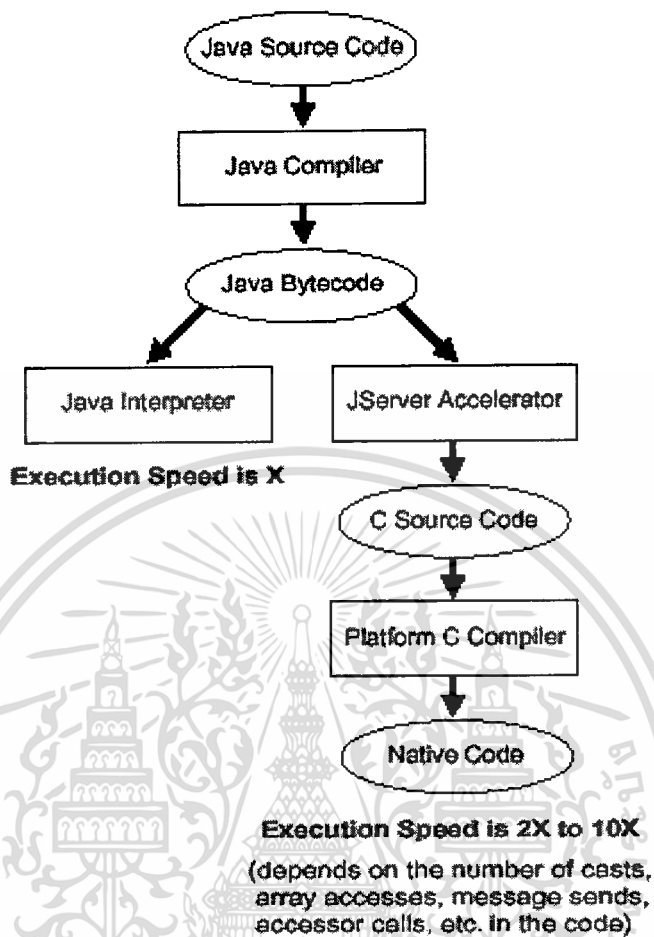 Java Source Code
Java Compiler
Java Bytecode
Java Interpreter
JServer Accelerator
Execution Speed is X
C Source Code
Platform C Compiler
Native Code
Execution Speed is 2X to 10X
(depends on the number of casts,
array accesses, message sends,
accessor calls, etc. in the code)